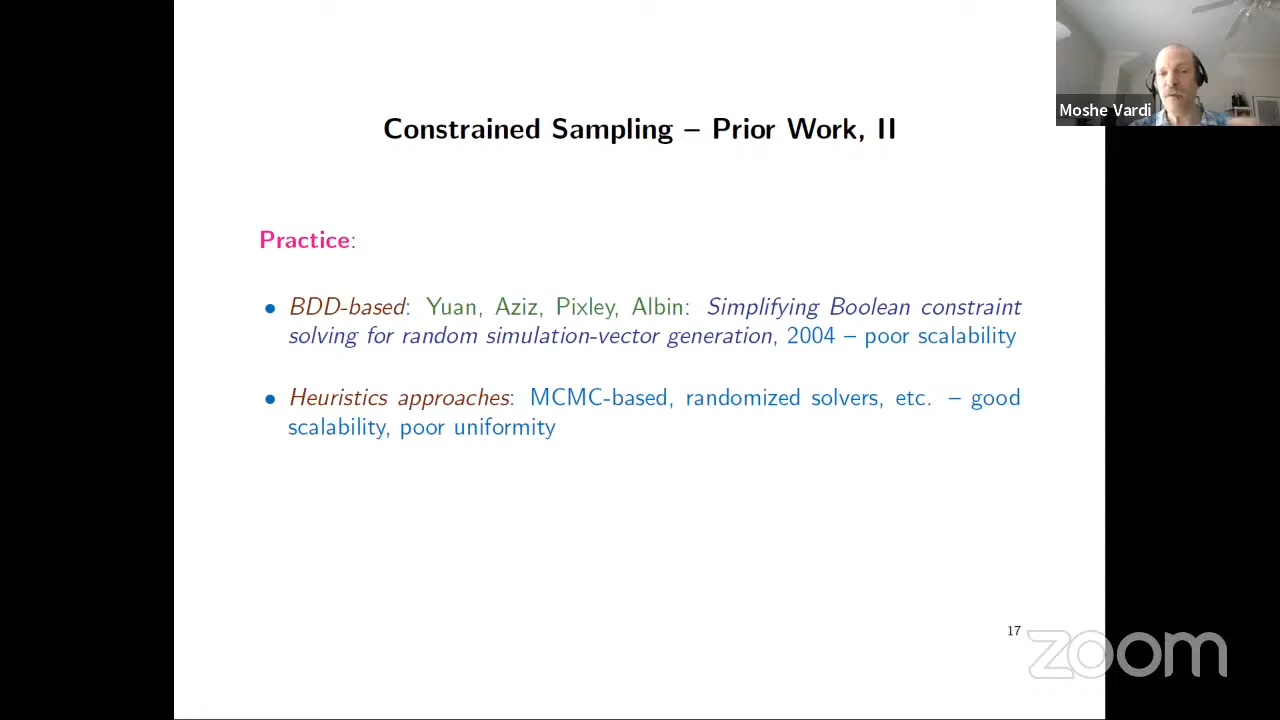 Moshe Vardi
Constrained Sampling – Prior Work, II
Practice:
• BDD-based: Yuan, Aziz, Pixley, Albin: Simplifying Boolean constraint
solving for random simulation-vector generation, 2004 – poor scalability
• Heuristics approaches: MCMC-based, randomized solvers, etc. – good
scalability, poor uniformity
17
zoom